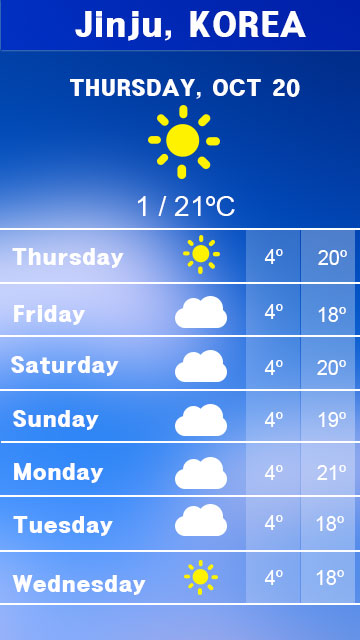 Jinju, KOREA
THURSDAY, OCT 20
1 / 21ºC
Thursday 4º 20º
Friday 4º 18º
Saturday 4º 20º
Sunday 4º 19º
Monday 4º 21º
Tuesday 4º 18º
Wednesday 4º 18º